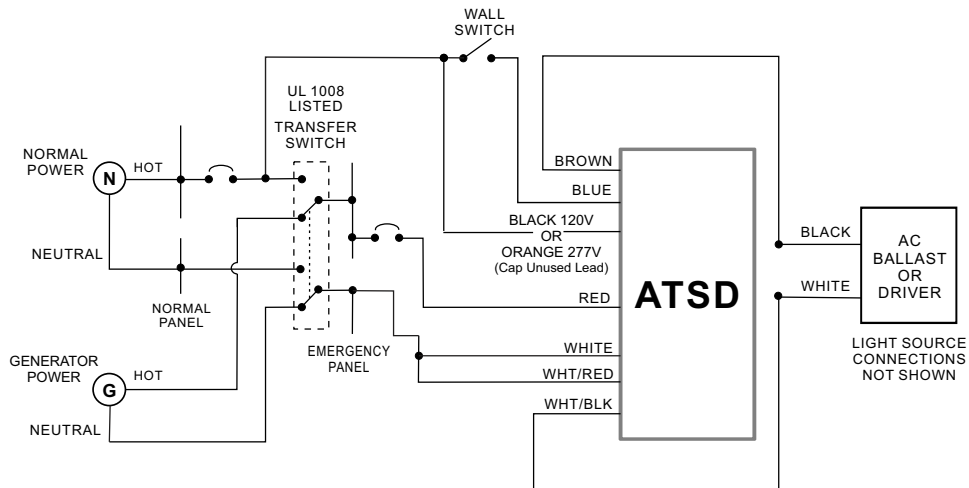 WALL
SWITCH
UL 1008
LISTED
TRANSFER
SWITCH
NORMAL
POWER
HOT
N
NEUTRAL
NORMAL
PANEL
GENERATOR
POWER
HOT
G
NEUTRAL
EMERGENCY
PANEL
BROWN
BLUE
BLACK 120V
OR
ORANGE 277V
(Cap Unused Lead)
RED
WHITE
WHT/RED
WHT/BLK
ATSD
BLACK
WHITE
AC
BALLAST
OR
DRIVER
LIGHT SOURCE
CONNECTIONS
NOT SHOWN